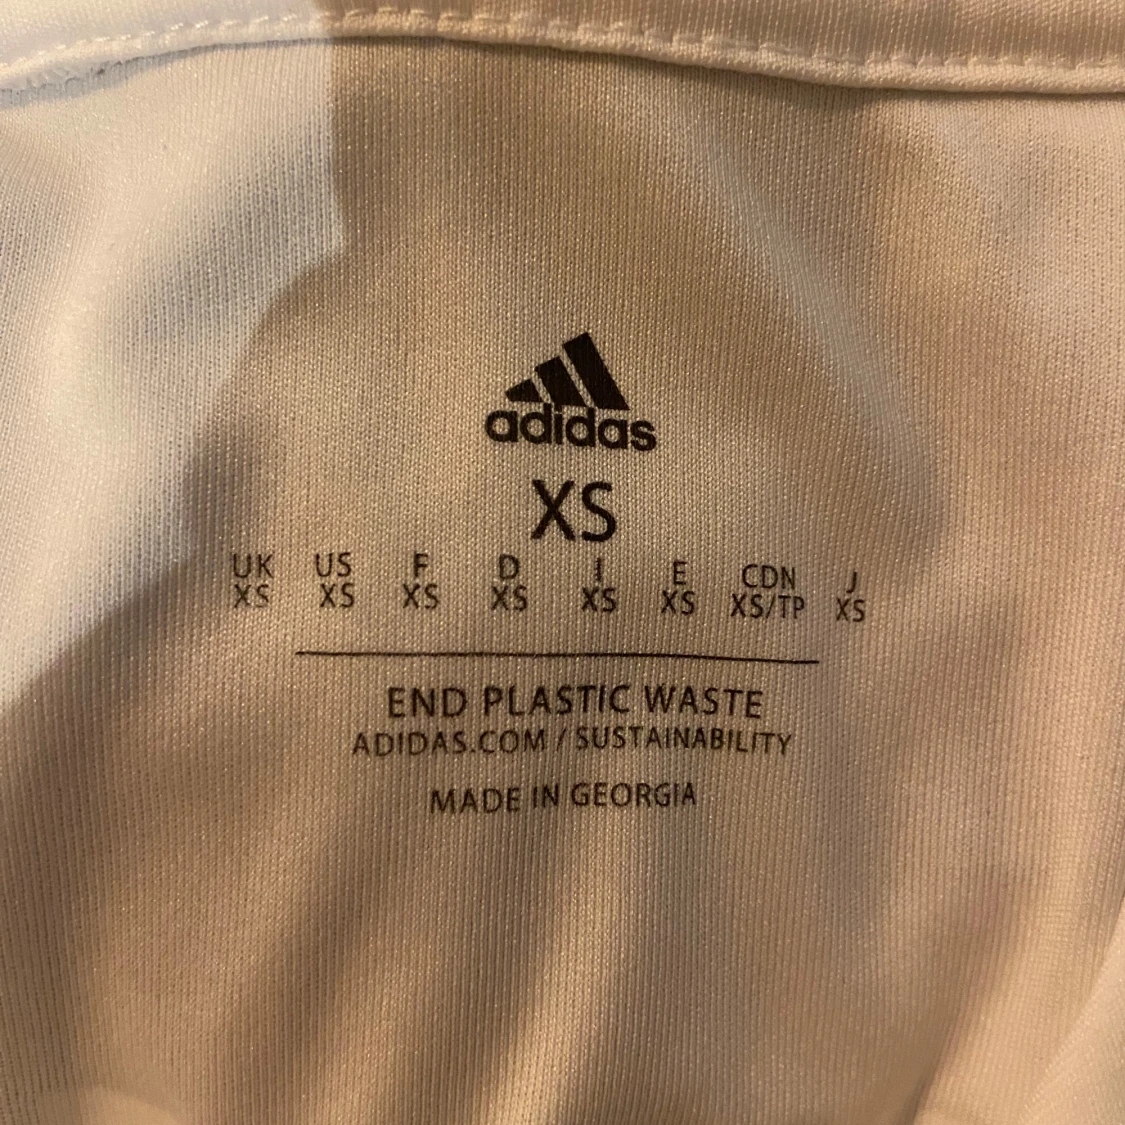 adidas
XS
UK US F D I E CDN J
XS XS XS XS XS XS XS/TP XS
END PLASTIC WASTE
ADIDAS.COM / SUSTAINABILITY
MADE IN GEORGIA